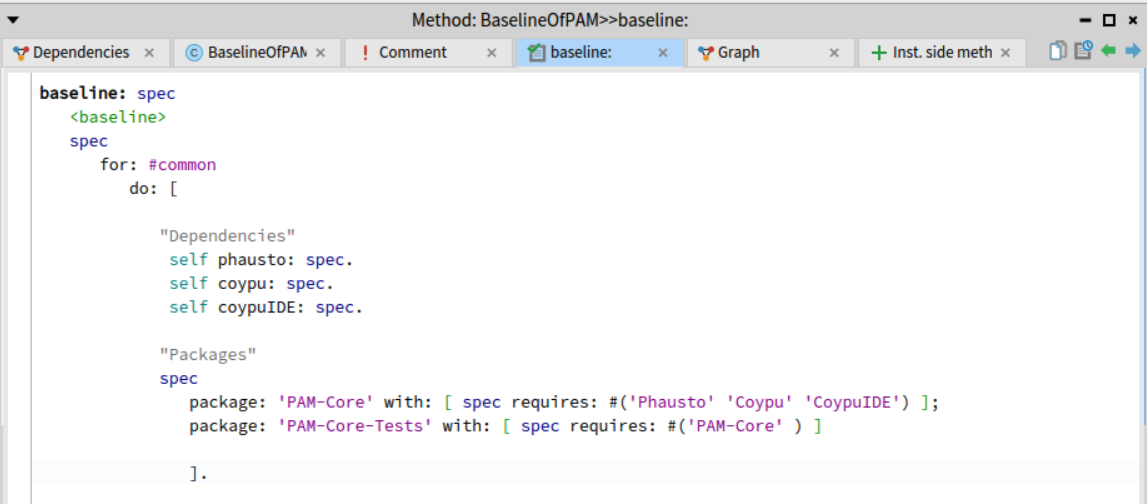 Method: BaselineOfPAM>>baseline:
Dependencies × BaselineOfPAM × ! Comment × baseline: × Graph × Inst. side meth ×
baseline: spec
<baseline>
spec
for: #common
do: [
"Dependencies"
self phausto: spec.
self coypu: spec.
self coypuIDE: spec.
"Packages"
spec
package: 'PAM-Core' with: [ spec requires: #('Phausto' 'Coypu' 'CoypuIDE') ];
package: 'PAM-Core-Tests' with: [ spec requires: #('PAM-Core' ) ]
].